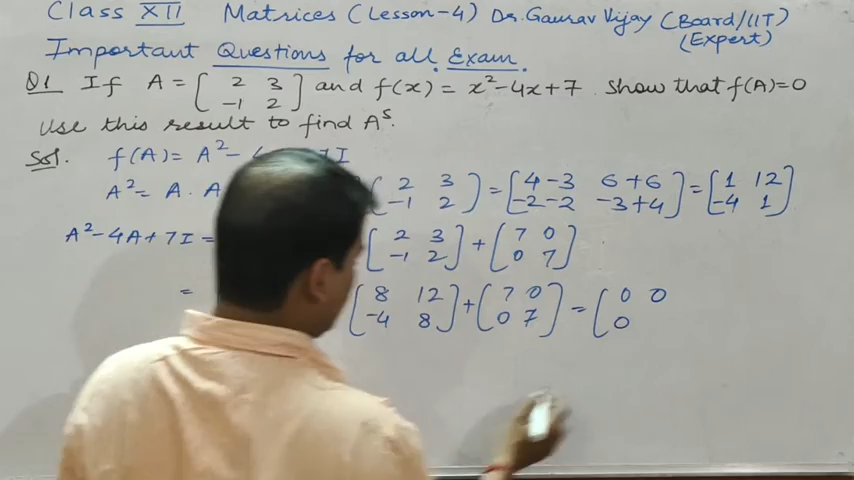 Class XII Matrices (Lesson-4) Dr. Gaurav Vijay (Board/IIT)
(Expert)
Important Questions for all Exam.
Q1 If A = [ 2 3 and f(x) = x²-4x+7 . Show that f(A)=0
-1 2 ]
Use this result to find A⁵.
Sol. f(A) = A² - 7I
A² = A . A [ 2 3 ] = [ 4-3 6+6 ] = [ 1 12 ]
-1 2 -2-2 -3+4 -4 1
A²-4A+7I = [ 2 3 ] + [ 7 0 ]
-1 2 0 7
= [ 8 12 ] + [ 7 0 ] = [ 0 0
-4 8 0 7 0